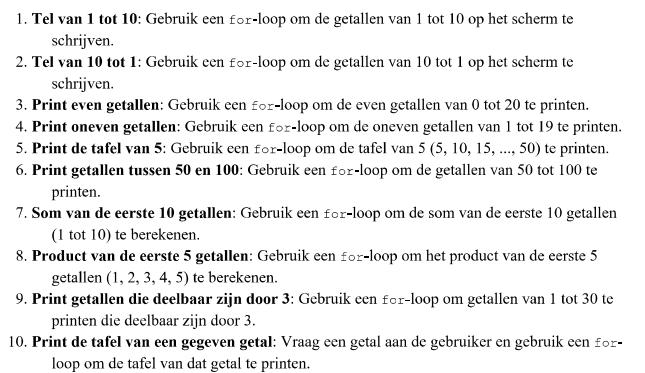 1. Tel van 1 tot 10: Gebruik een for-loop om de getallen van 1 tot 10 op het scherm te
schrijven.
2. Tel van 10 tot 1: Gebruik een for-loop om de getallen van 10 tot 1 op het scherm te
schrijven.
3. Print even getallen: Gebruik een for-loop om de even getallen van 0 tot 20 te printen.
4. Print oneven getallen: Gebruik een for-loop om de oneven getallen van 1 tot 19 te printen.
5. Print de tafel van 5: Gebruik een for-loop om de tafel van 5 (5, 10, 15, ..., 50) te printen.
6. Print getallen tussen 50 en 100: Gebruik een for-loop om de getallen van 50 tot 100 te
printen.
7. Som van de eerste 10 getallen: Gebruik een for-loop om de som van de eerste 10 getallen
(1 tot 10) te berekenen.
8. Product van de eerste 5 getallen: Gebruik een for-loop om het product van de eerste 5
getallen (1, 2, 3, 4, 5) te berekenen.
9. Print getallen die deelbaar zijn door 3: Gebruik een for-loop om getallen van 1 tot 30 te
printen die deelbaar zijn door 3.
10. Print de tafel van een gegeven getal: Vraag een getal aan de gebruiker en gebruik een for-
loop om de tafel van dat getal te printen.